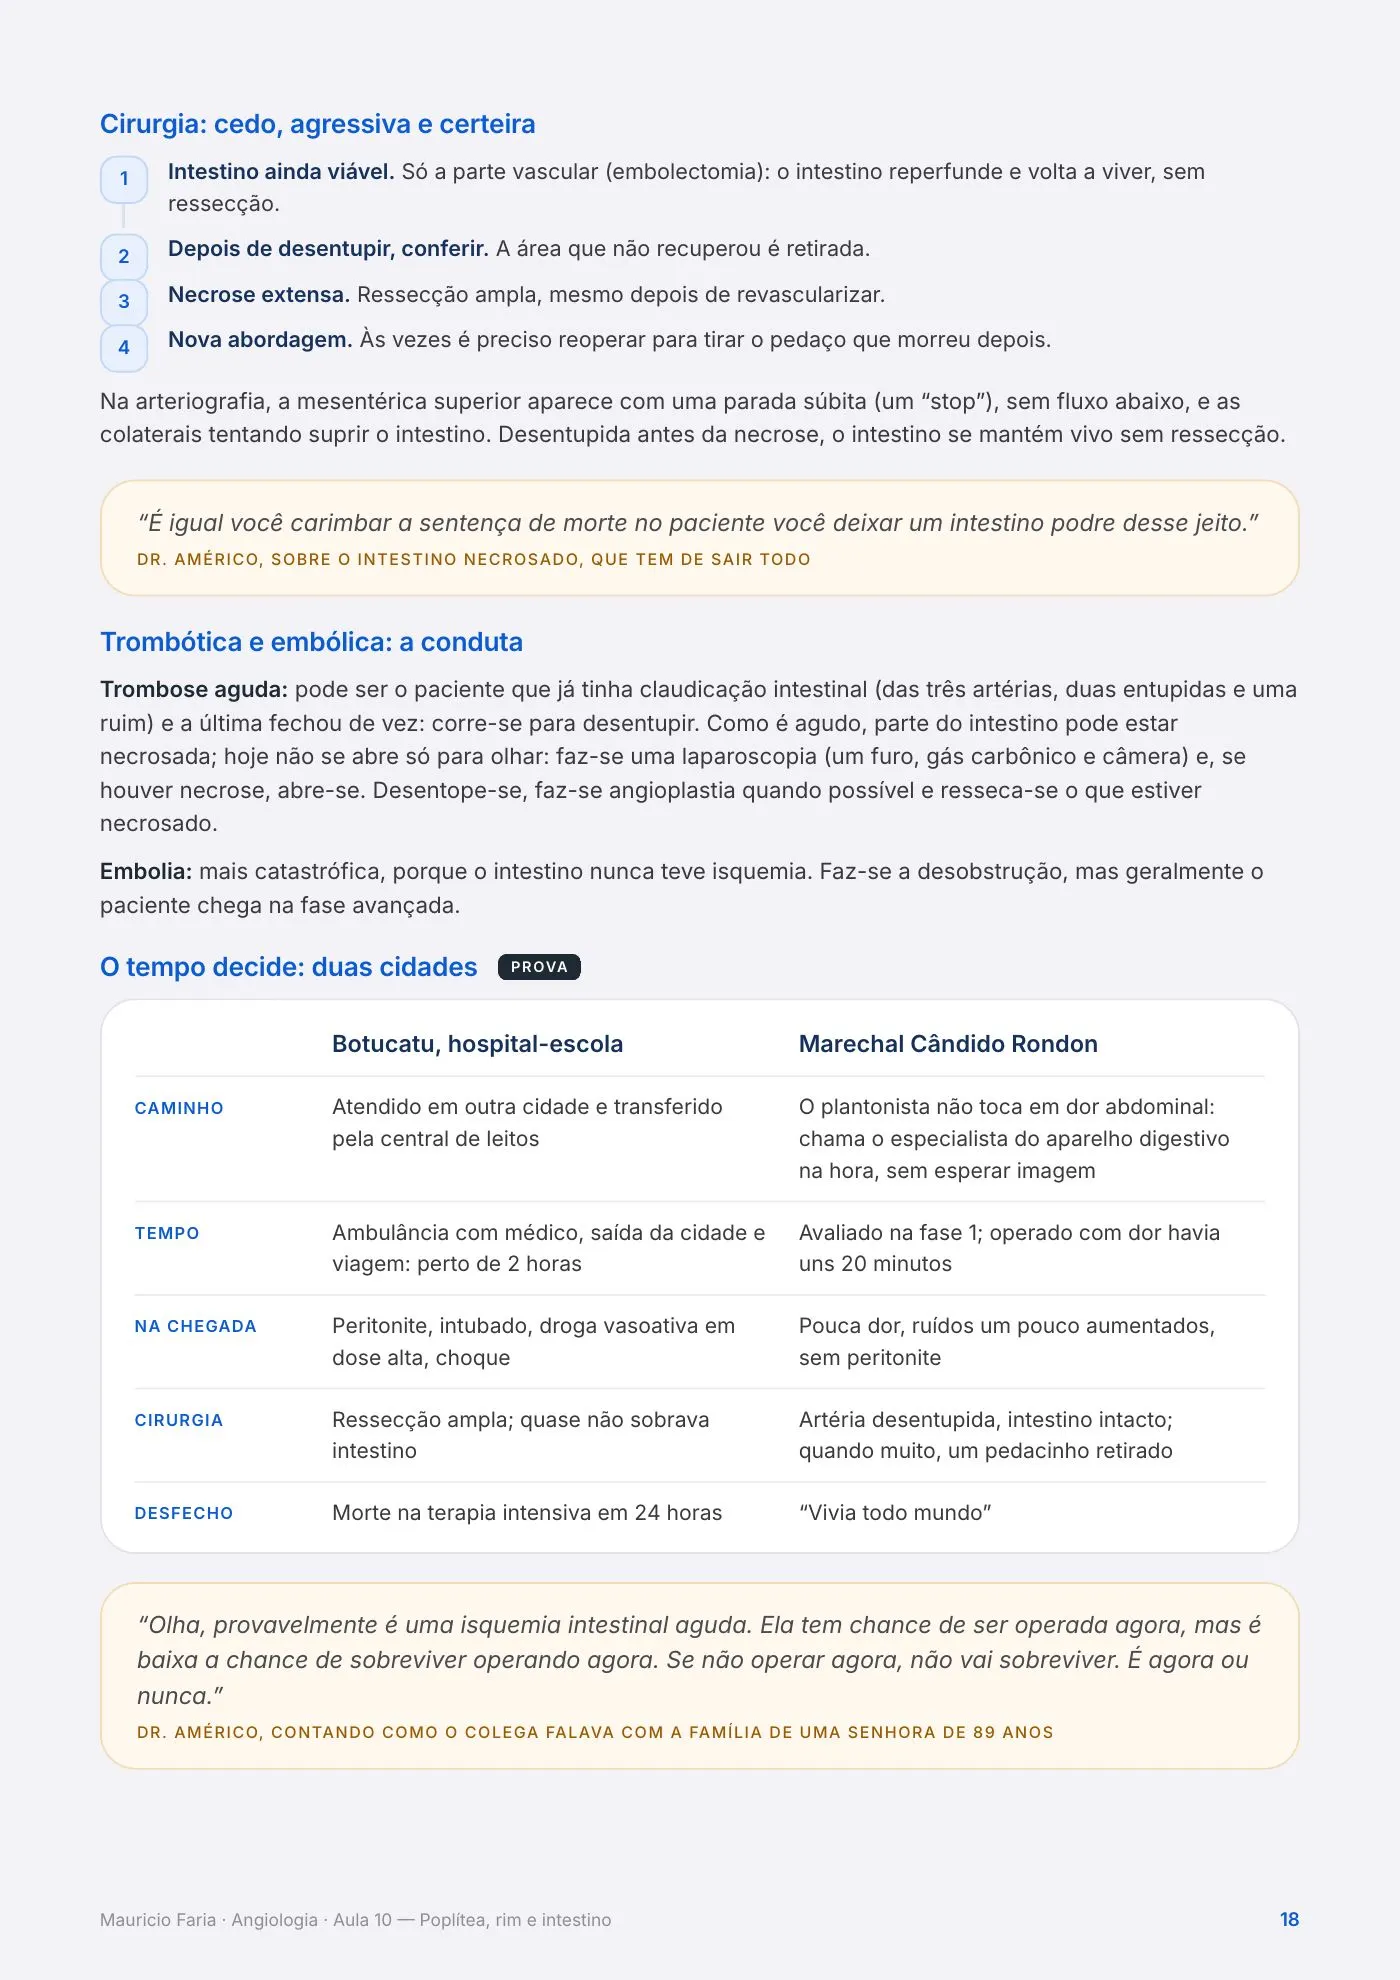 Cirurgia: cedo, agressiva e certeira
1 Intestino ainda viável. Só a parte vascular (embolectomia): o intestino reperfunde e volta a viver, sem
ressecção.
2 Depois de desentupir, conferir. A área que não recuperou é retirada.
3 Necrose extensa. Ressecção ampla, mesmo depois de revascularizar.
4 Nova abordagem. Às vezes é preciso reoperar para tirar o pedaço que morreu depois.
Na arteriografia, a mesentérica superior aparece com uma parada súbita (um “stop”), sem fluxo abaixo, e as
colaterais tentando suprir o intestino. Desentupida antes da necrose, o intestino se mantém vivo sem ressecção.
“É igual você carimbar a sentença de morte no paciente você deixar um intestino podre desse jeito.”
DR. AMÉRICO, SOBRE O INTESTINO NECROSADO, QUE TEM DE SAIR TODO
Trombótica e embólica: a conduta
Trombose aguda: pode ser o paciente que já tinha claudicação intestinal (das três artérias, duas entupidas e uma
ruim) e a última fechou de vez: corre-se para desentupir. Como é agudo, parte do intestino pode estar
necrosada; hoje não se abre só para olhar: faz-se uma laparoscopia (um furo, gás carbônico e câmera) e, se
houver necrose, abre-se. Desentope-se, faz-se angioplastia quando possível e resseca-se o que estiver
necrosado.
Embolia: mais catastrófica, porque o intestino nunca teve isquemia. Faz-se a desobstrução, mas geralmente o
paciente chega na fase avançada.
O tempo decide: duas cidades PROVA
Botucatu, hospital-escola Marechal Cândido Rondon
CAMINHO Atendido em outra cidade e transferido O plantonista não toca em dor abdominal:
pela central de leitos chama o especialista do aparelho digestivo
na hora, sem esperar imagem
TEMPO Ambulância com médico, saída da cidade e Avaliado na fase 1; operado com dor havia
viagem: perto de 2 horas uns 20 minutos
NA CHEGADA Peritonite, intubado, droga vasoativa em Pouca dor, ruídos um pouco aumentados,
dose alta, choque sem peritonite
CIRURGIA Ressecção ampla; quase não sobrava Artéria desentupida, intestino intacto;
intestino quando muito, um pedacinho retirado
DESFECHO Morte na terapia intensiva em 24 horas “Vivia todo mundo”
“Olha, provavelmente é uma isquemia intestinal aguda. Ela tem chance de ser operada agora, mas é
baixa a chance de sobreviver operando agora. Se não operar agora, não vai sobreviver. É agora ou
nunca.”
DR. AMÉRICO, CONTANDO COMO O COLEGA FALAVA COM A FAMÍLIA DE UMA SENHORA DE 89 ANOS
Mauricio Faria · Angiologia · Aula 10 — Poplítea, rim e intestino 18